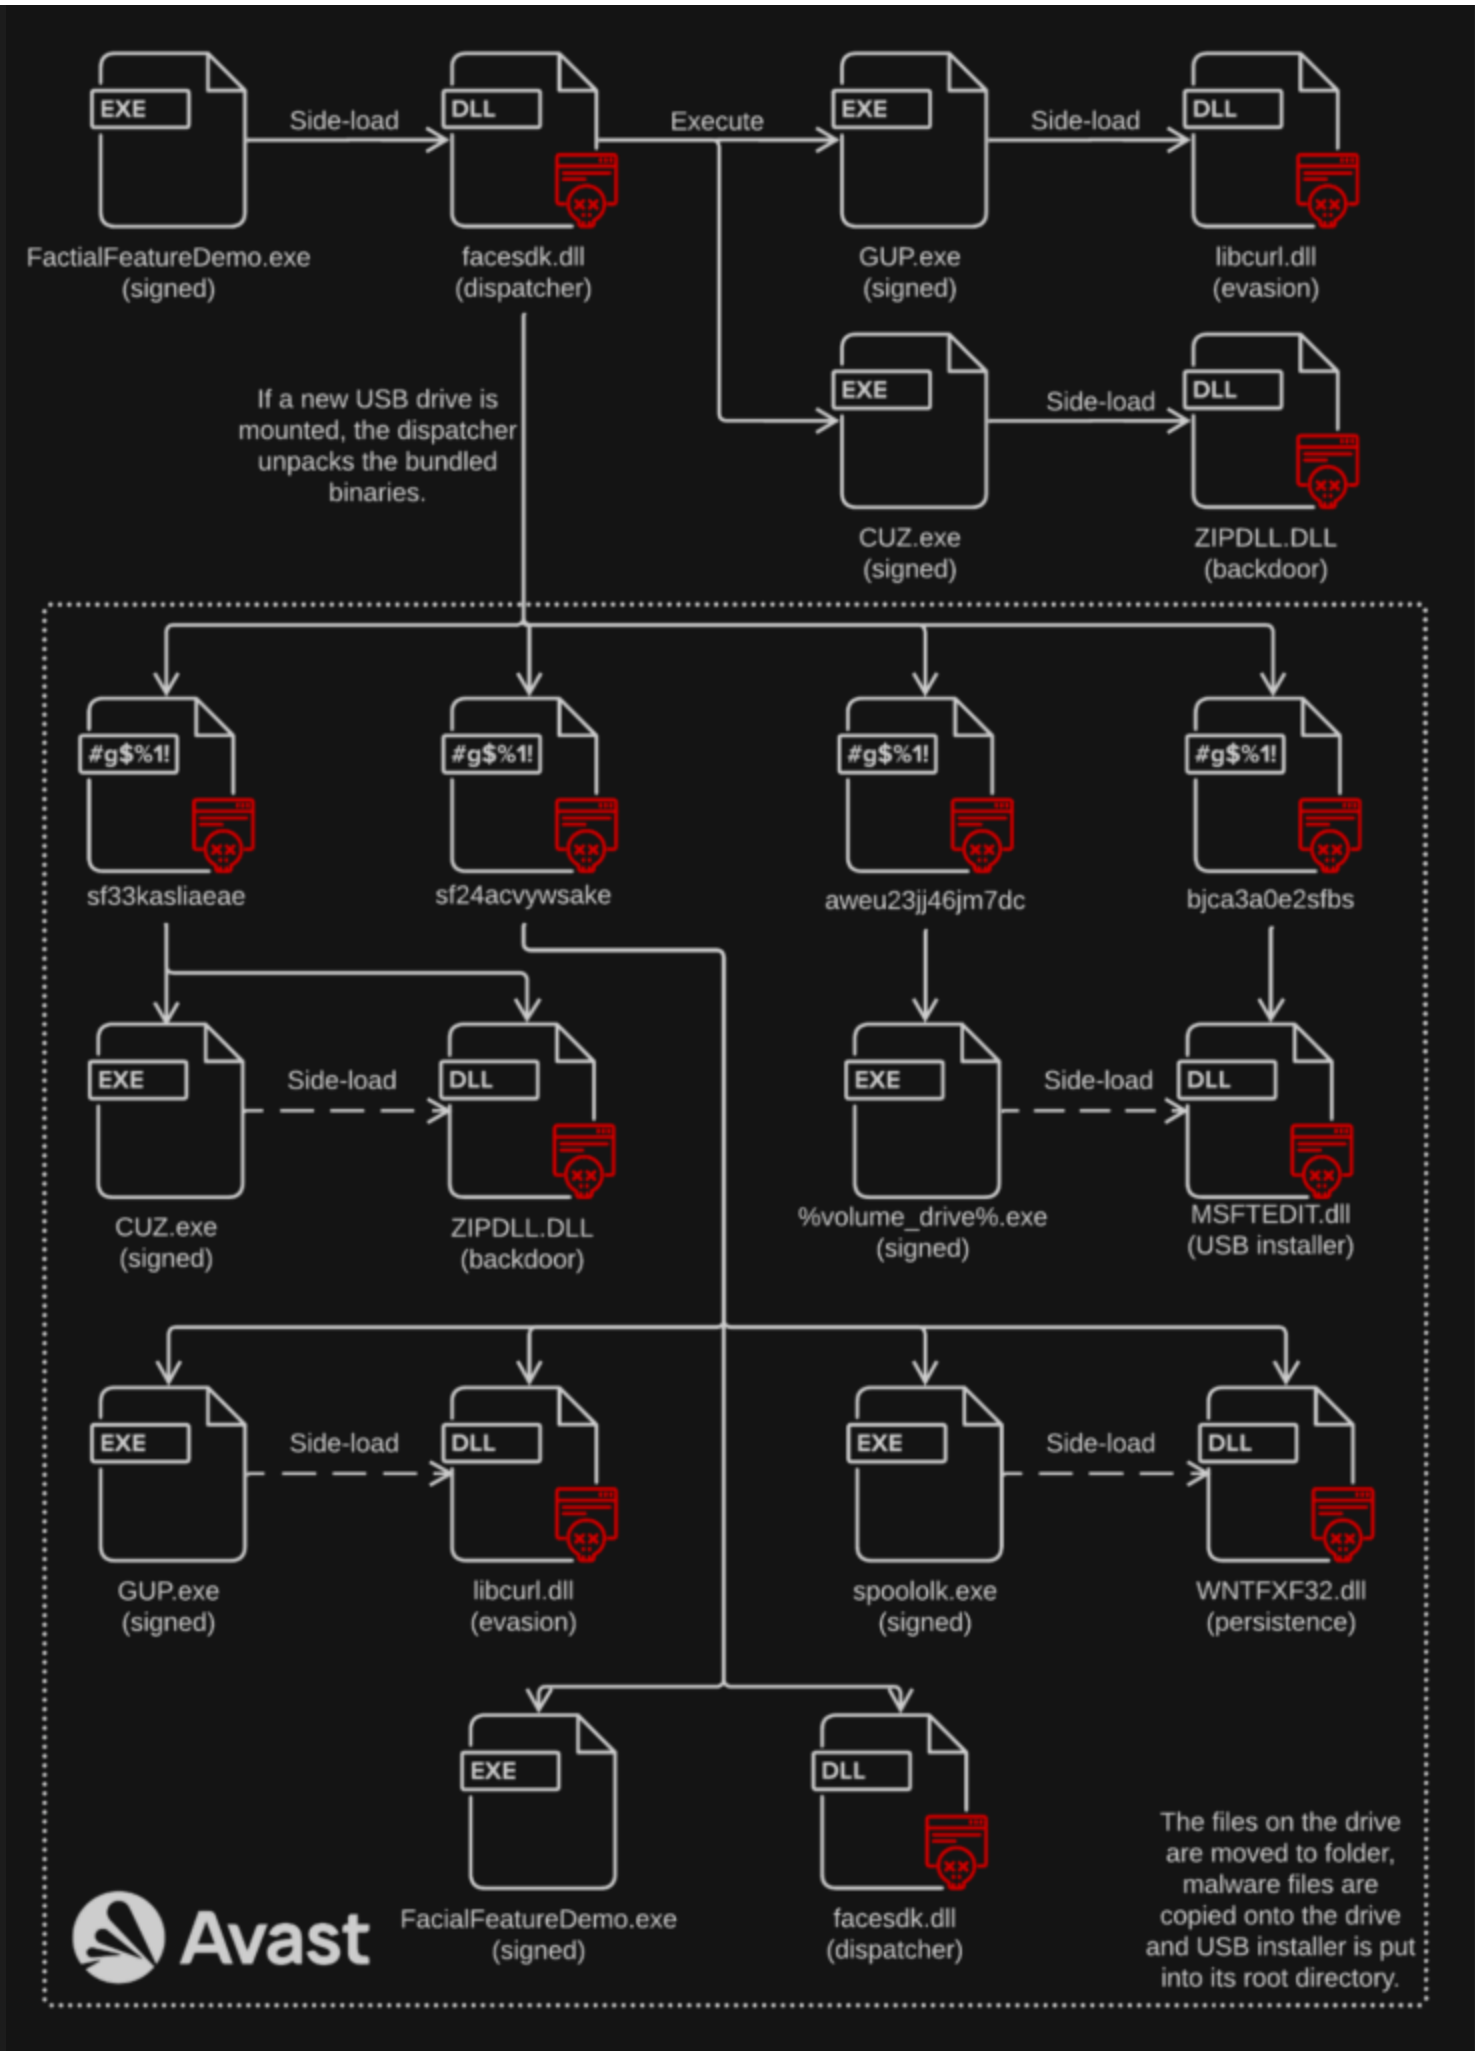 EXE
Side-load
DLL
Execute
EXE
Side-load
DLL
FactialFeatureDemo.exe
(signed)
facesdk.dll
(dispatcher)
GUP.exe
(signed)
libcurl.dll
(evasion)
If a new USB drive is
mounted, the dispatcher
unpacks the bundled
binaries.
EXE
Side-load
DLL
CUZ.exe
(signed)
ZIPDLL.DLL
(backdoor)
#g$%1!
#g$%1!
#g$%1!
#g$%1!
sf33kasliaeae
sf24acvywsake
aweu23jj46jm7dc
bjca3a0e2sfbs
EXE
Side-load
DLL
EXE
Side-load
DLL
CUZ.exe
(signed)
ZIPDLL.DLL
(backdoor)
%volume_drive%.exe
(signed)
MSFTEDIT.dll
(USB installer)
EXE
Side-load
DLL
EXE
Side-load
DLL
GUP.exe
(signed)
libcurl.dll
(evasion)
spoololk.exe
(signed)
WNTFXF32.dll
(persistence)
EXE
DLL
FacialFeatureDemo.exe
(signed)
facesdk.dll
(dispatcher)
The files on the drive
are moved to folder,
malware files are
copied onto the drive
and USB installer is put
into its root directory.
Avast